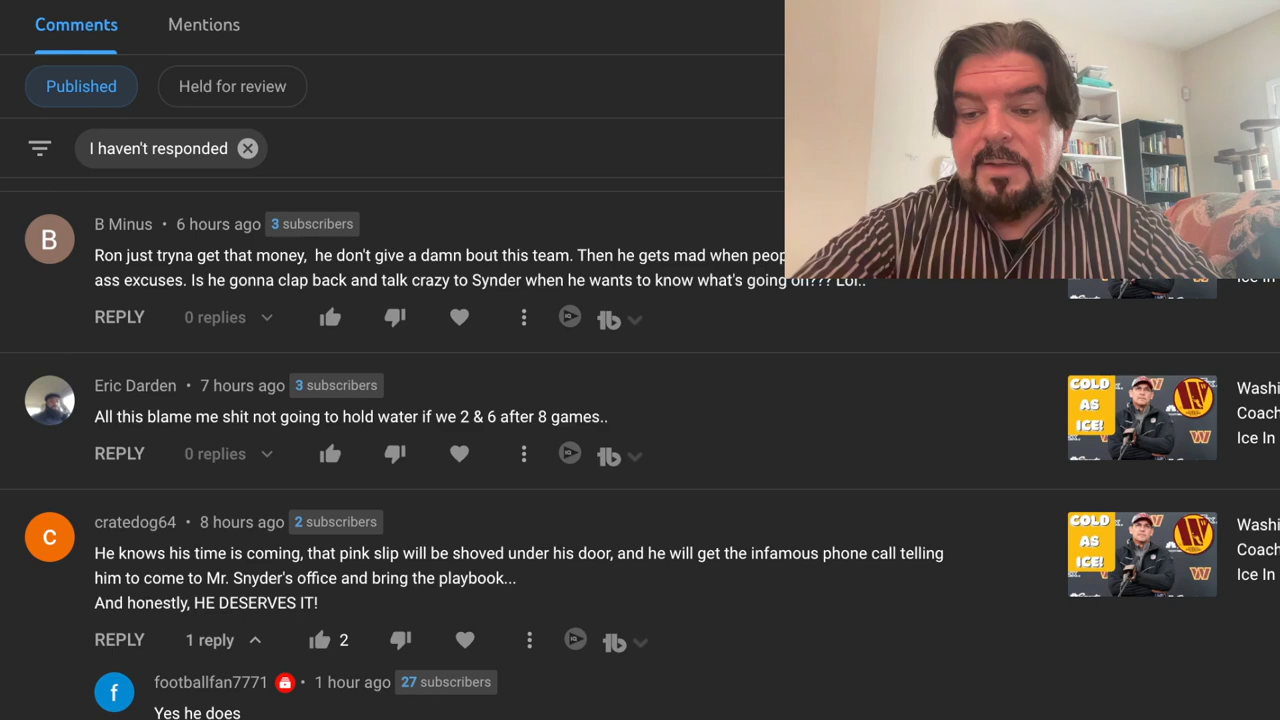 Comments Mentions
Published Held for review
I haven't responded
B Minus • 6 hours ago 3 subscribers
B
Ron just tryna get that money, he don't give a damn bout this team. Then he gets mad when
ass excuses. Is he gonna clap back and talk crazy to Synder when he wants to know what's going on??? Lol..
REPLY 0 replies
Eric Darden • 7 hours ago 3 subscribers
All this blame me shit not going to hold water if we 2 & 6 after 8 games..
REPLY 0 replies
COLD
AS
ICE!
Washi
Coach
Ice In
cratedog64 • 8 hours ago 2 subscribers
C
He knows his time is coming, that pink slip will be shoved under his door, and he will get the infamous phone call telling
him to come to Mr. Snyder's office and bring the playbook...
And honestly, HE DESERVES IT!
REPLY 1 reply 2
COLD
AS
ICE!
Washi
Coach
Ice In
footballfan7771 • 1 hour ago 27 subscribers
f
Yes he does